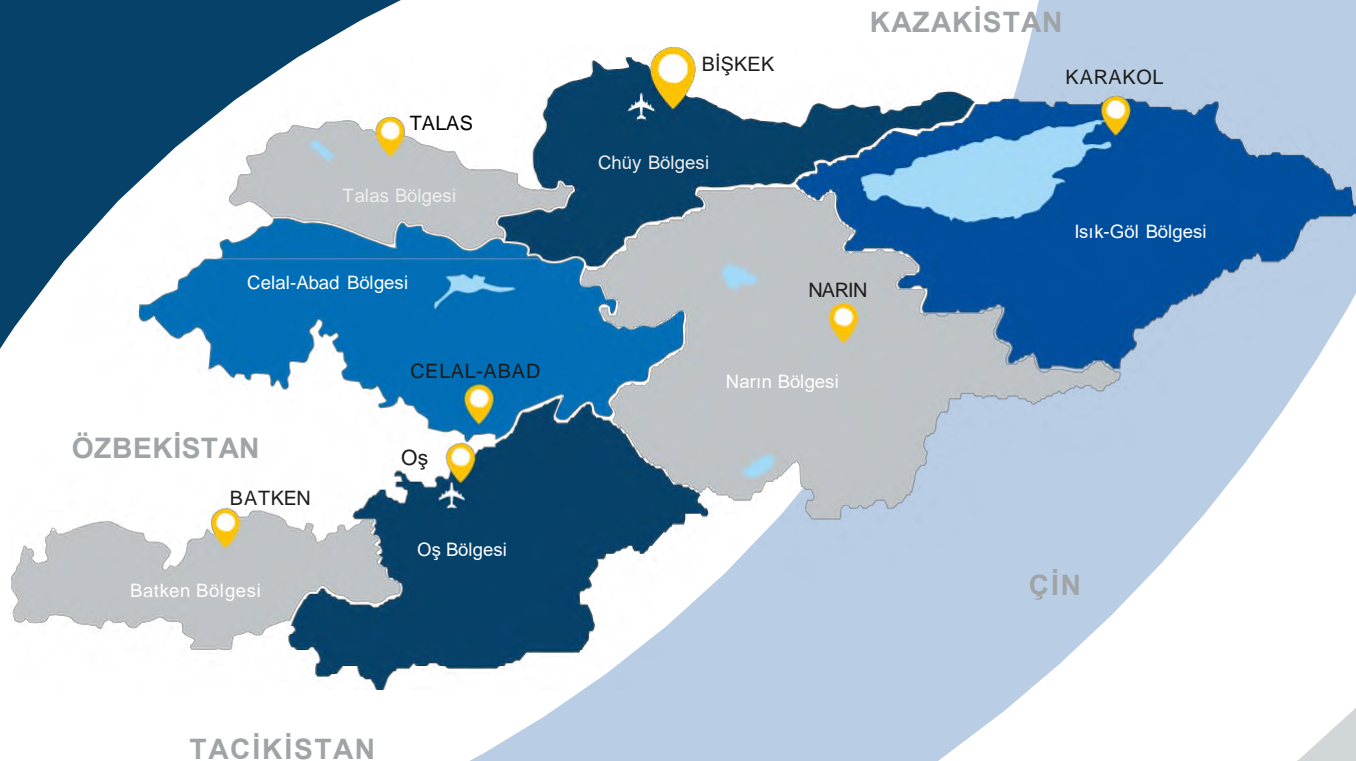 KAZAKİSTAN
BİŞKEK
KARAKOL
TALAS
Chüy Bölgesi
Talas Bölgesi
Isık-Göl Bölgesi
Celal-Abad Bölgesi
NARIN
CELAL-ABAD
Narın Bölgesi
ÖZBEKİSTAN
Oş
BATKEN
Oş Bölgesi
Batken Bölgesi
ÇİN
TACİKİSTAN